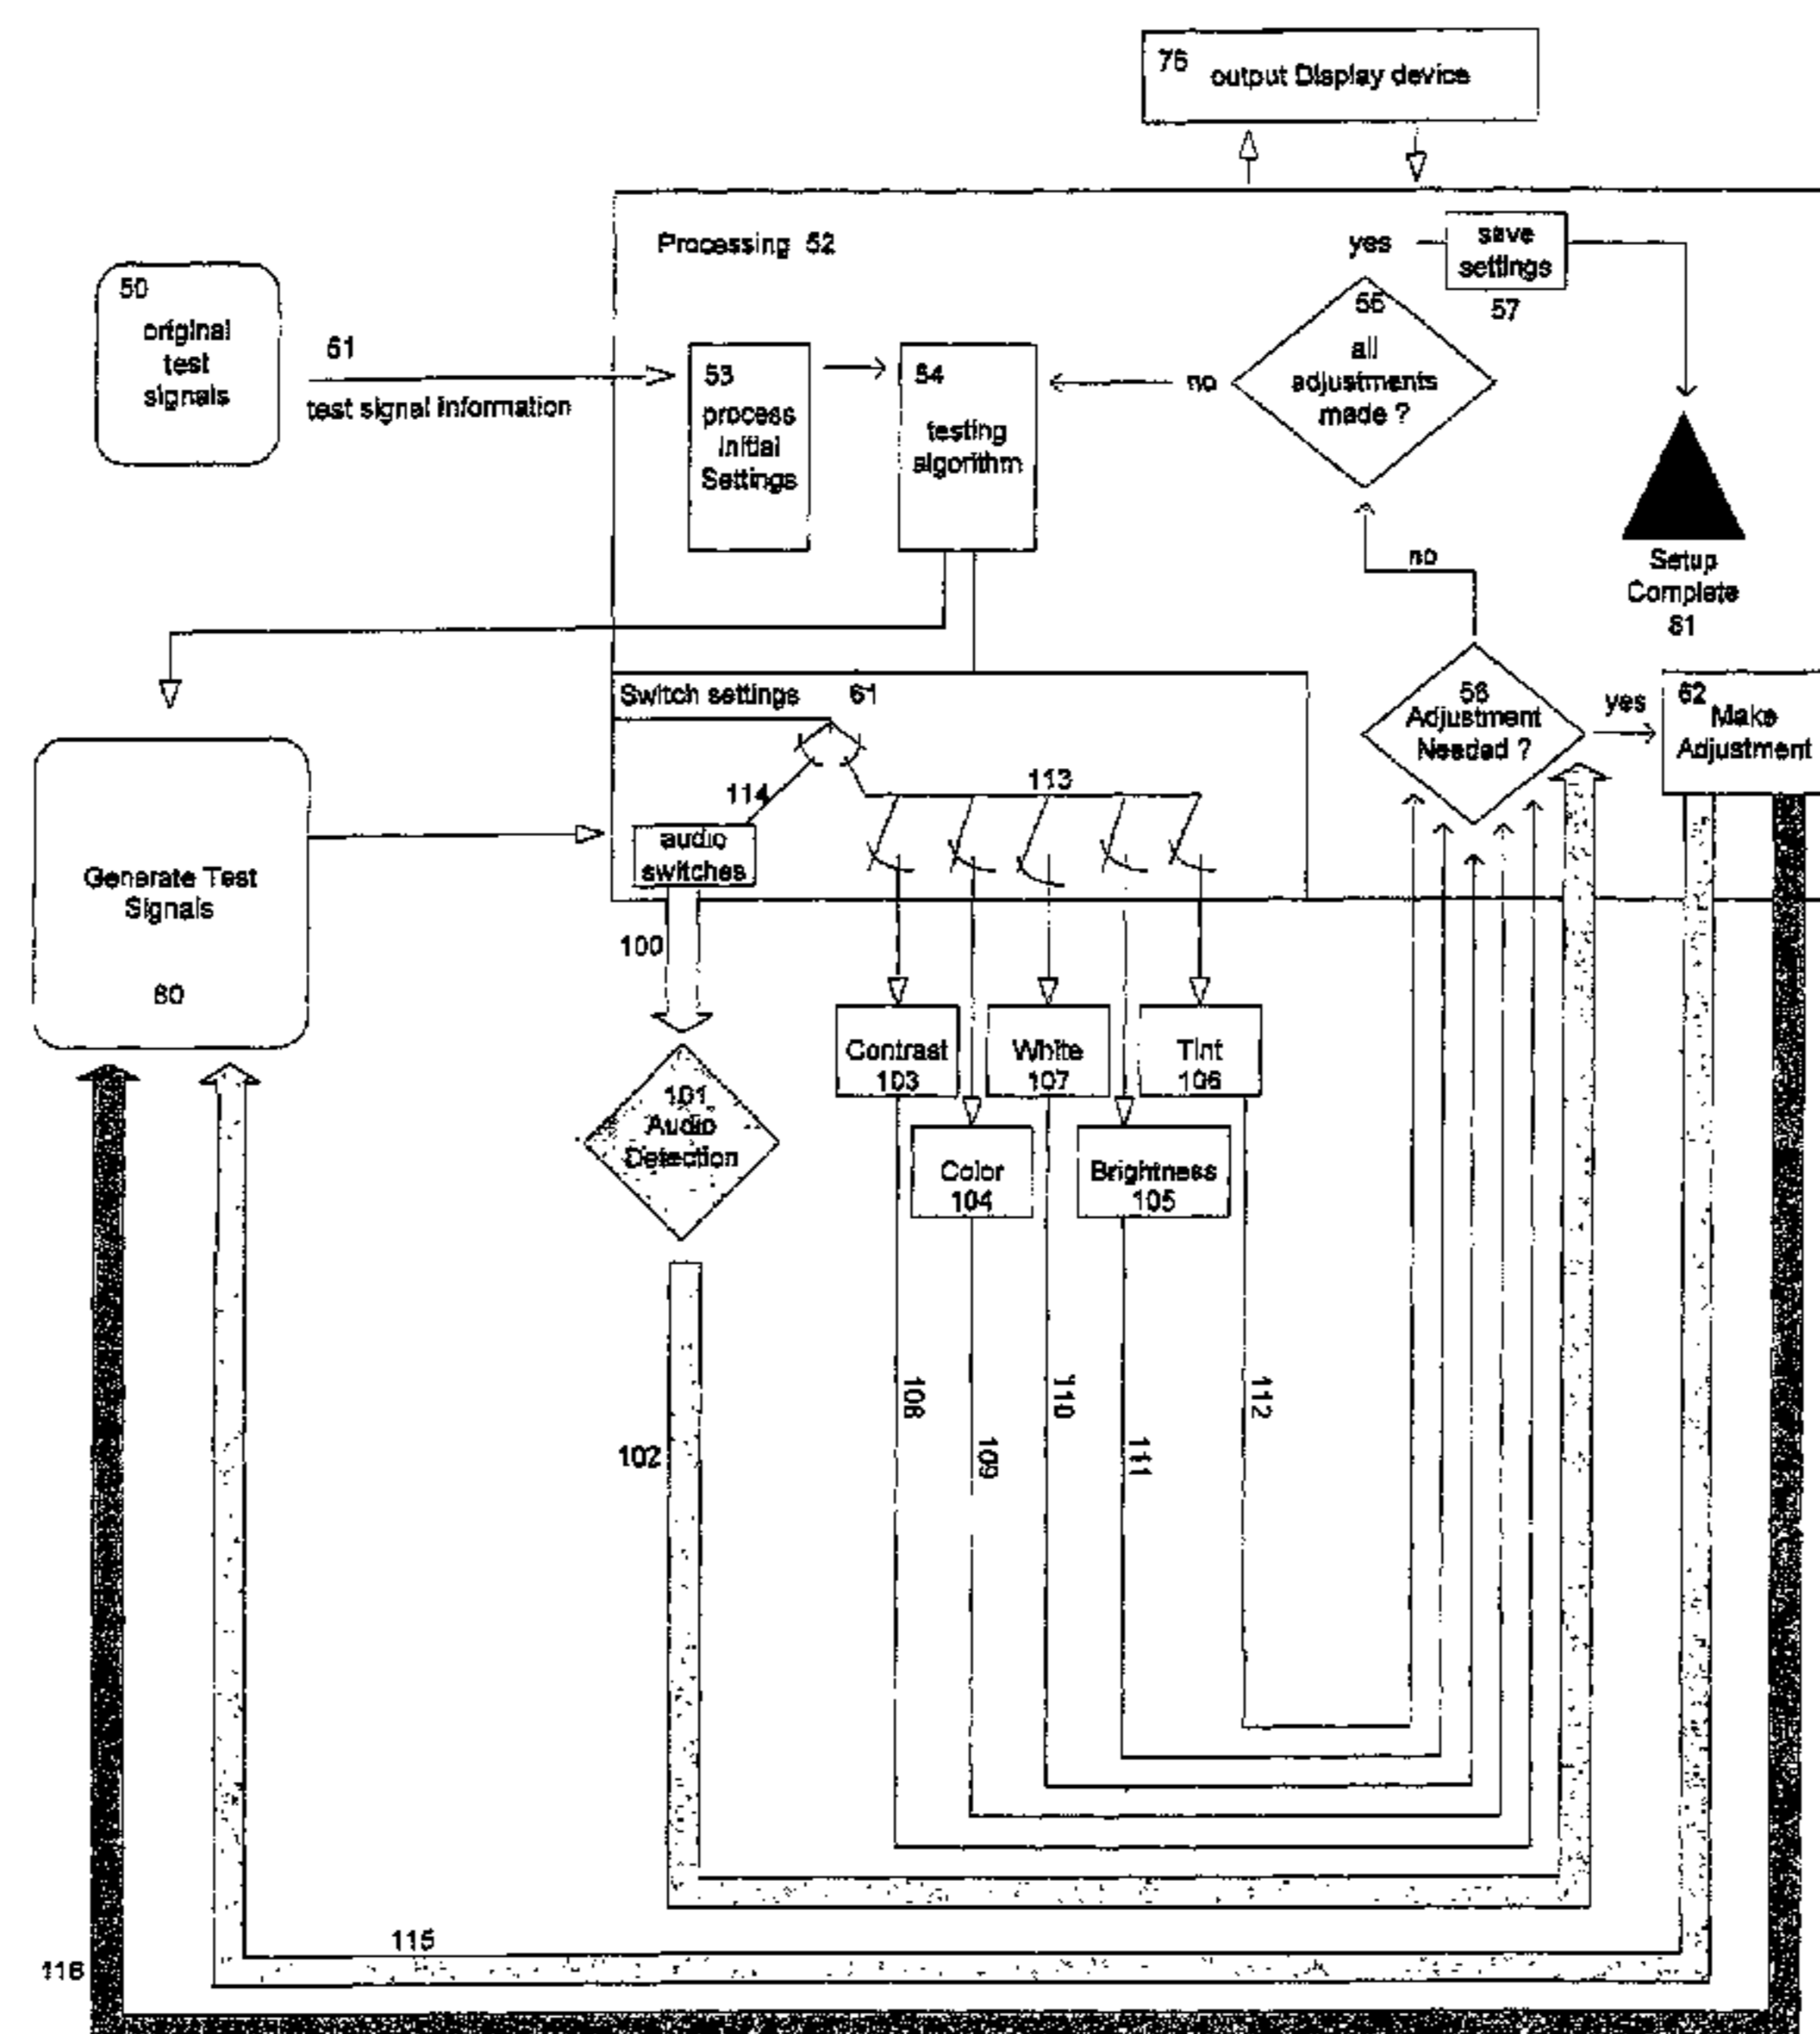 76
output Display device
Processing 52
yes
save
settings
57
50
original
test
signals
61
test signal information
53
process
Initial
Settings
54
testing
algorithm
no
55
all
adjustments
made ?
no
Setup
Complete
81
Switch settings 61
114
113
audio
switches
56
Adjustment
Needed ?
yes
62
Make
Adjustment
Generate Test
Signals
60
100
101
Audio
Detection
Contrast
103
White
107
Tint
106
Color
104
Brightness
105
108
110
112
109
111
102
115
116